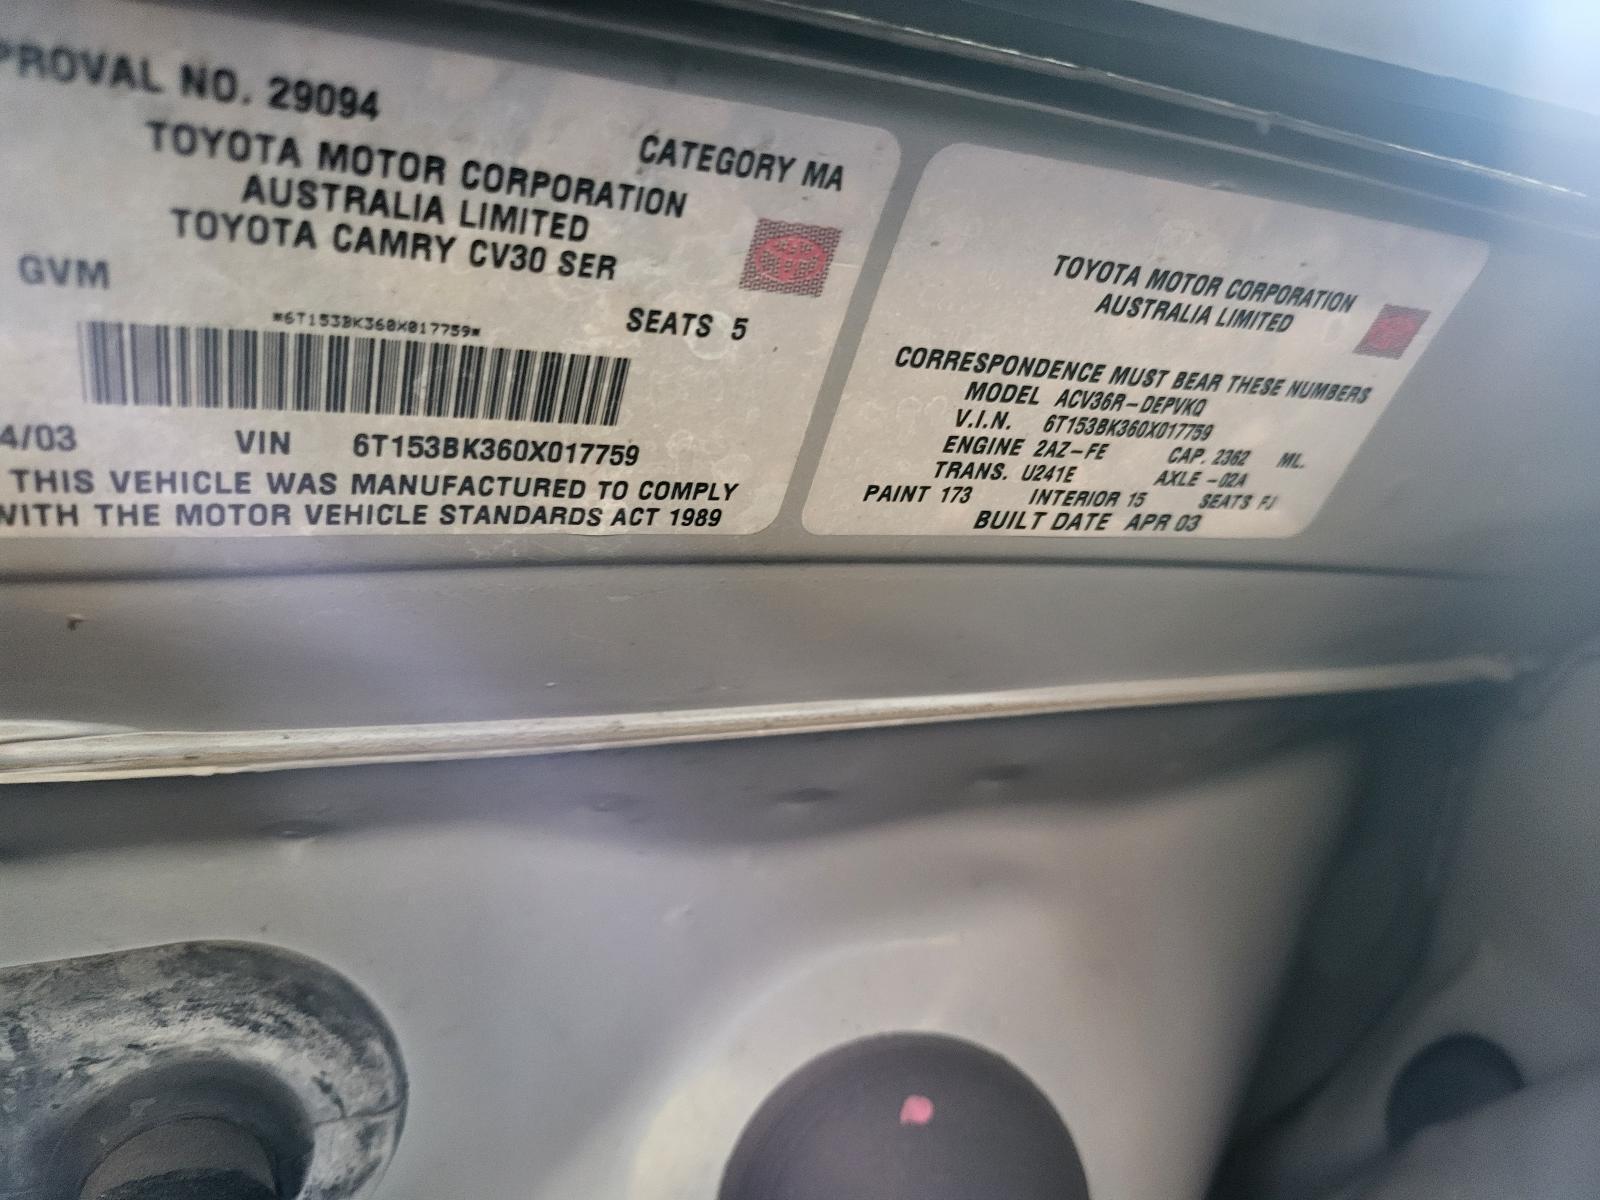 PROVAL NO. 29094
CATEGORY MA
TOYOTA MOTOR CORPORATION
AUSTRALIA LIMITED
TOYOTA CAMRY CV30 SER
GVM
SEATS 5
*6T153BK360X017759*
4/03 VIN 6T153BK360X017759
THIS VEHICLE WAS MANUFACTURED TO COMPLY
WITH THE MOTOR VEHICLE STANDARDS ACT 1989
TOYOTA MOTOR CORPORATION
AUSTRALIA LIMITED
CORRESPONDENCE MUST BEAR THESE NUMBERS
MODEL ACV36R-DEPVKQ
V.I.N. 6T153BK360X017759
ENGINE 2AZ-FE CAP. 2362 ML.
TRANS. U241E AXLE -02A
PAINT 173 INTERIOR 15 SEATS FJ
BUILT DATE APR 03